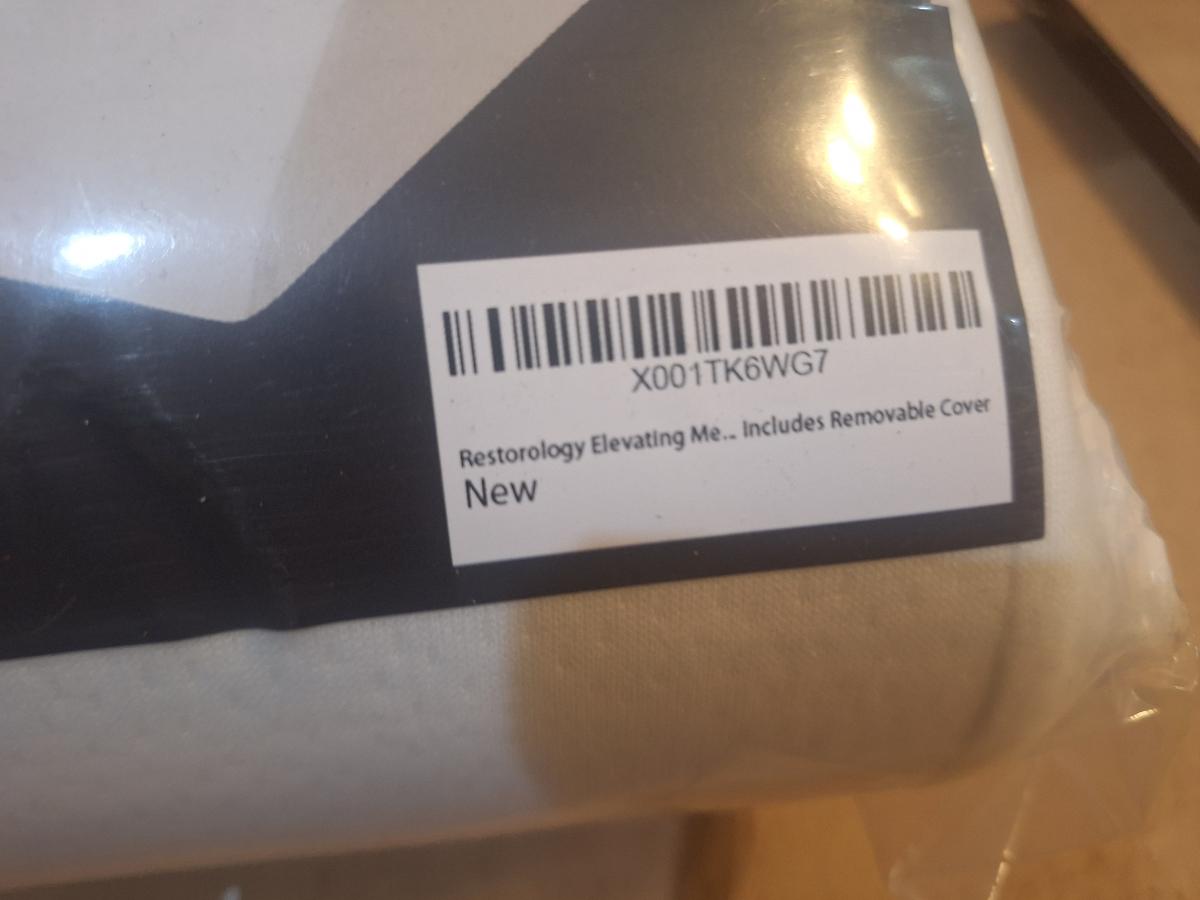 X001TK6WG7
Restorology Elevating Me... Includes Removable Cover
New